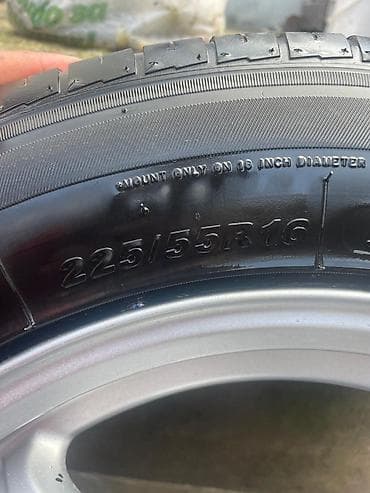 MOUNT ONLY ON 16 INCH DIAMETER
225/55R16